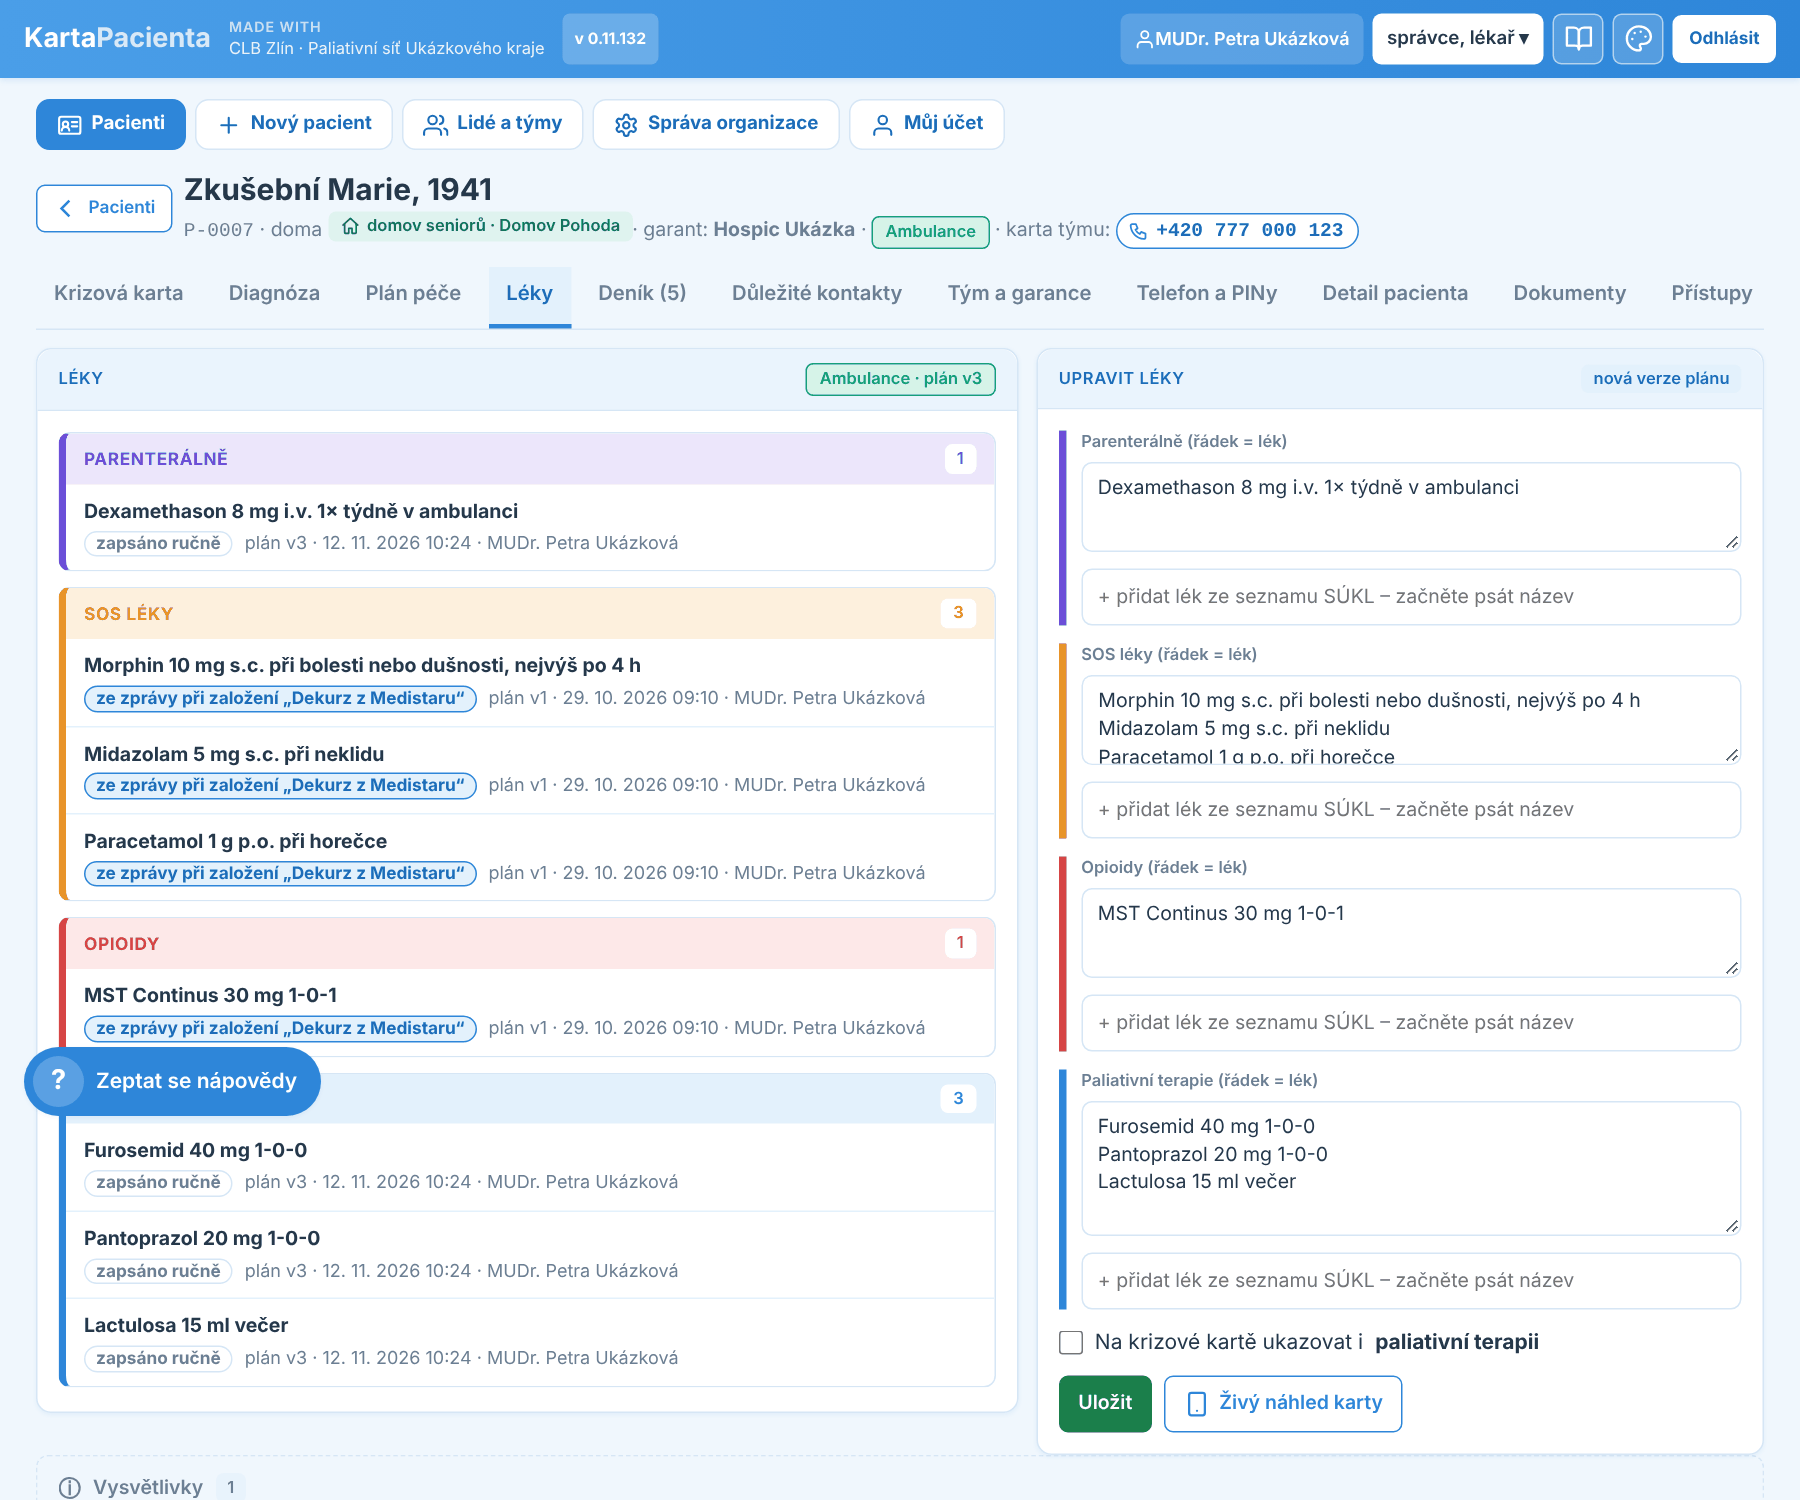 KartaPacienta
MADE WITH
CLB Zlín · Paliativní síť Ukázkového kraje
v 0.11.132
MUDr. Petra Ukázková
správce, lékař ▾
Odhlásit
Pacienti
Nový pacient
Lidé a týmy
Správa organizace
Můj účet
Pacienti
Zkušební Marie, 1941
P-0007 · doma domov seniorů · Domov Pohoda · garant: Hospic Ukázka · Ambulance · karta týmu: +420 777 000 123
Krizová karta
Diagnóza
Plán péče
Léky
Deník (5)
Důležité kontakty
Tým a garance
Telefon a PINy
Detail pacienta
Dokumenty
Přístupy
LÉKY
Ambulance · plán v3
PARENTERÁLNĚ
1
Dexamethason 8 mg i.v. 1× týdně v ambulanci
zapsáno ručně plán v3 · 12. 11. 2026 10:24 · MUDr. Petra Ukázková
SOS LÉKY
3
Morphin 10 mg s.c. při bolesti nebo dušnosti, nejvýš po 4 h
ze zprávy při založení „Dekurz z Medistaru“ plán v1 · 29. 10. 2026 09:10 · MUDr. Petra Ukázková
Midazolam 5 mg s.c. při neklidu
ze zprávy při založení „Dekurz z Medistaru“ plán v1 · 29. 10. 2026 09:10 · MUDr. Petra Ukázková
Paracetamol 1 g p.o. při horečce
ze zprávy při založení „Dekurz z Medistaru“ plán v1 · 29. 10. 2026 09:10 · MUDr. Petra Ukázková
OPIOIDY
1
MST Continus 30 mg 1-0-1
ze zprávy při založení „Dekurz z Medistaru“ plán v1 · 29. 10. 2026 09:10 · MUDr. Petra Ukázková
? Zeptat se nápovědy
3
Furosemid 40 mg 1-0-0
zapsáno ručně plán v3 · 12. 11. 2026 10:24 · MUDr. Petra Ukázková
Pantoprazol 20 mg 1-0-0
zapsáno ručně plán v3 · 12. 11. 2026 10:24 · MUDr. Petra Ukázková
Lactulosa 15 ml večer
zapsáno ručně plán v3 · 12. 11. 2026 10:24 · MUDr. Petra Ukázková
UPRAVIT LÉKY
nová verze plánu
Parenterálně (řádek = lék)
Dexamethason 8 mg i.v. 1× týdně v ambulanci
+ přidat lék ze seznamu SÚKL – začněte psát název
SOS léky (řádek = lék)
Morphin 10 mg s.c. při bolesti nebo dušnosti, nejvýš po 4 h
Midazolam 5 mg s.c. při neklidu
Paracetamol 1 g p.o. při horečce
+ přidat lék ze seznamu SÚKL – začněte psát název
Opioidy (řádek = lék)
MST Continus 30 mg 1-0-1
+ přidat lék ze seznamu SÚKL – začněte psát název
Paliativní terapie (řádek = lék)
Furosemid 40 mg 1-0-0
Pantoprazol 20 mg 1-0-0
Lactulosa 15 ml večer
+ přidat lék ze seznamu SÚKL – začněte psát název
Na krizové kartě ukazovat i paliativní terapii
Uložit
Živý náhled karty
Vysvětlivky 1